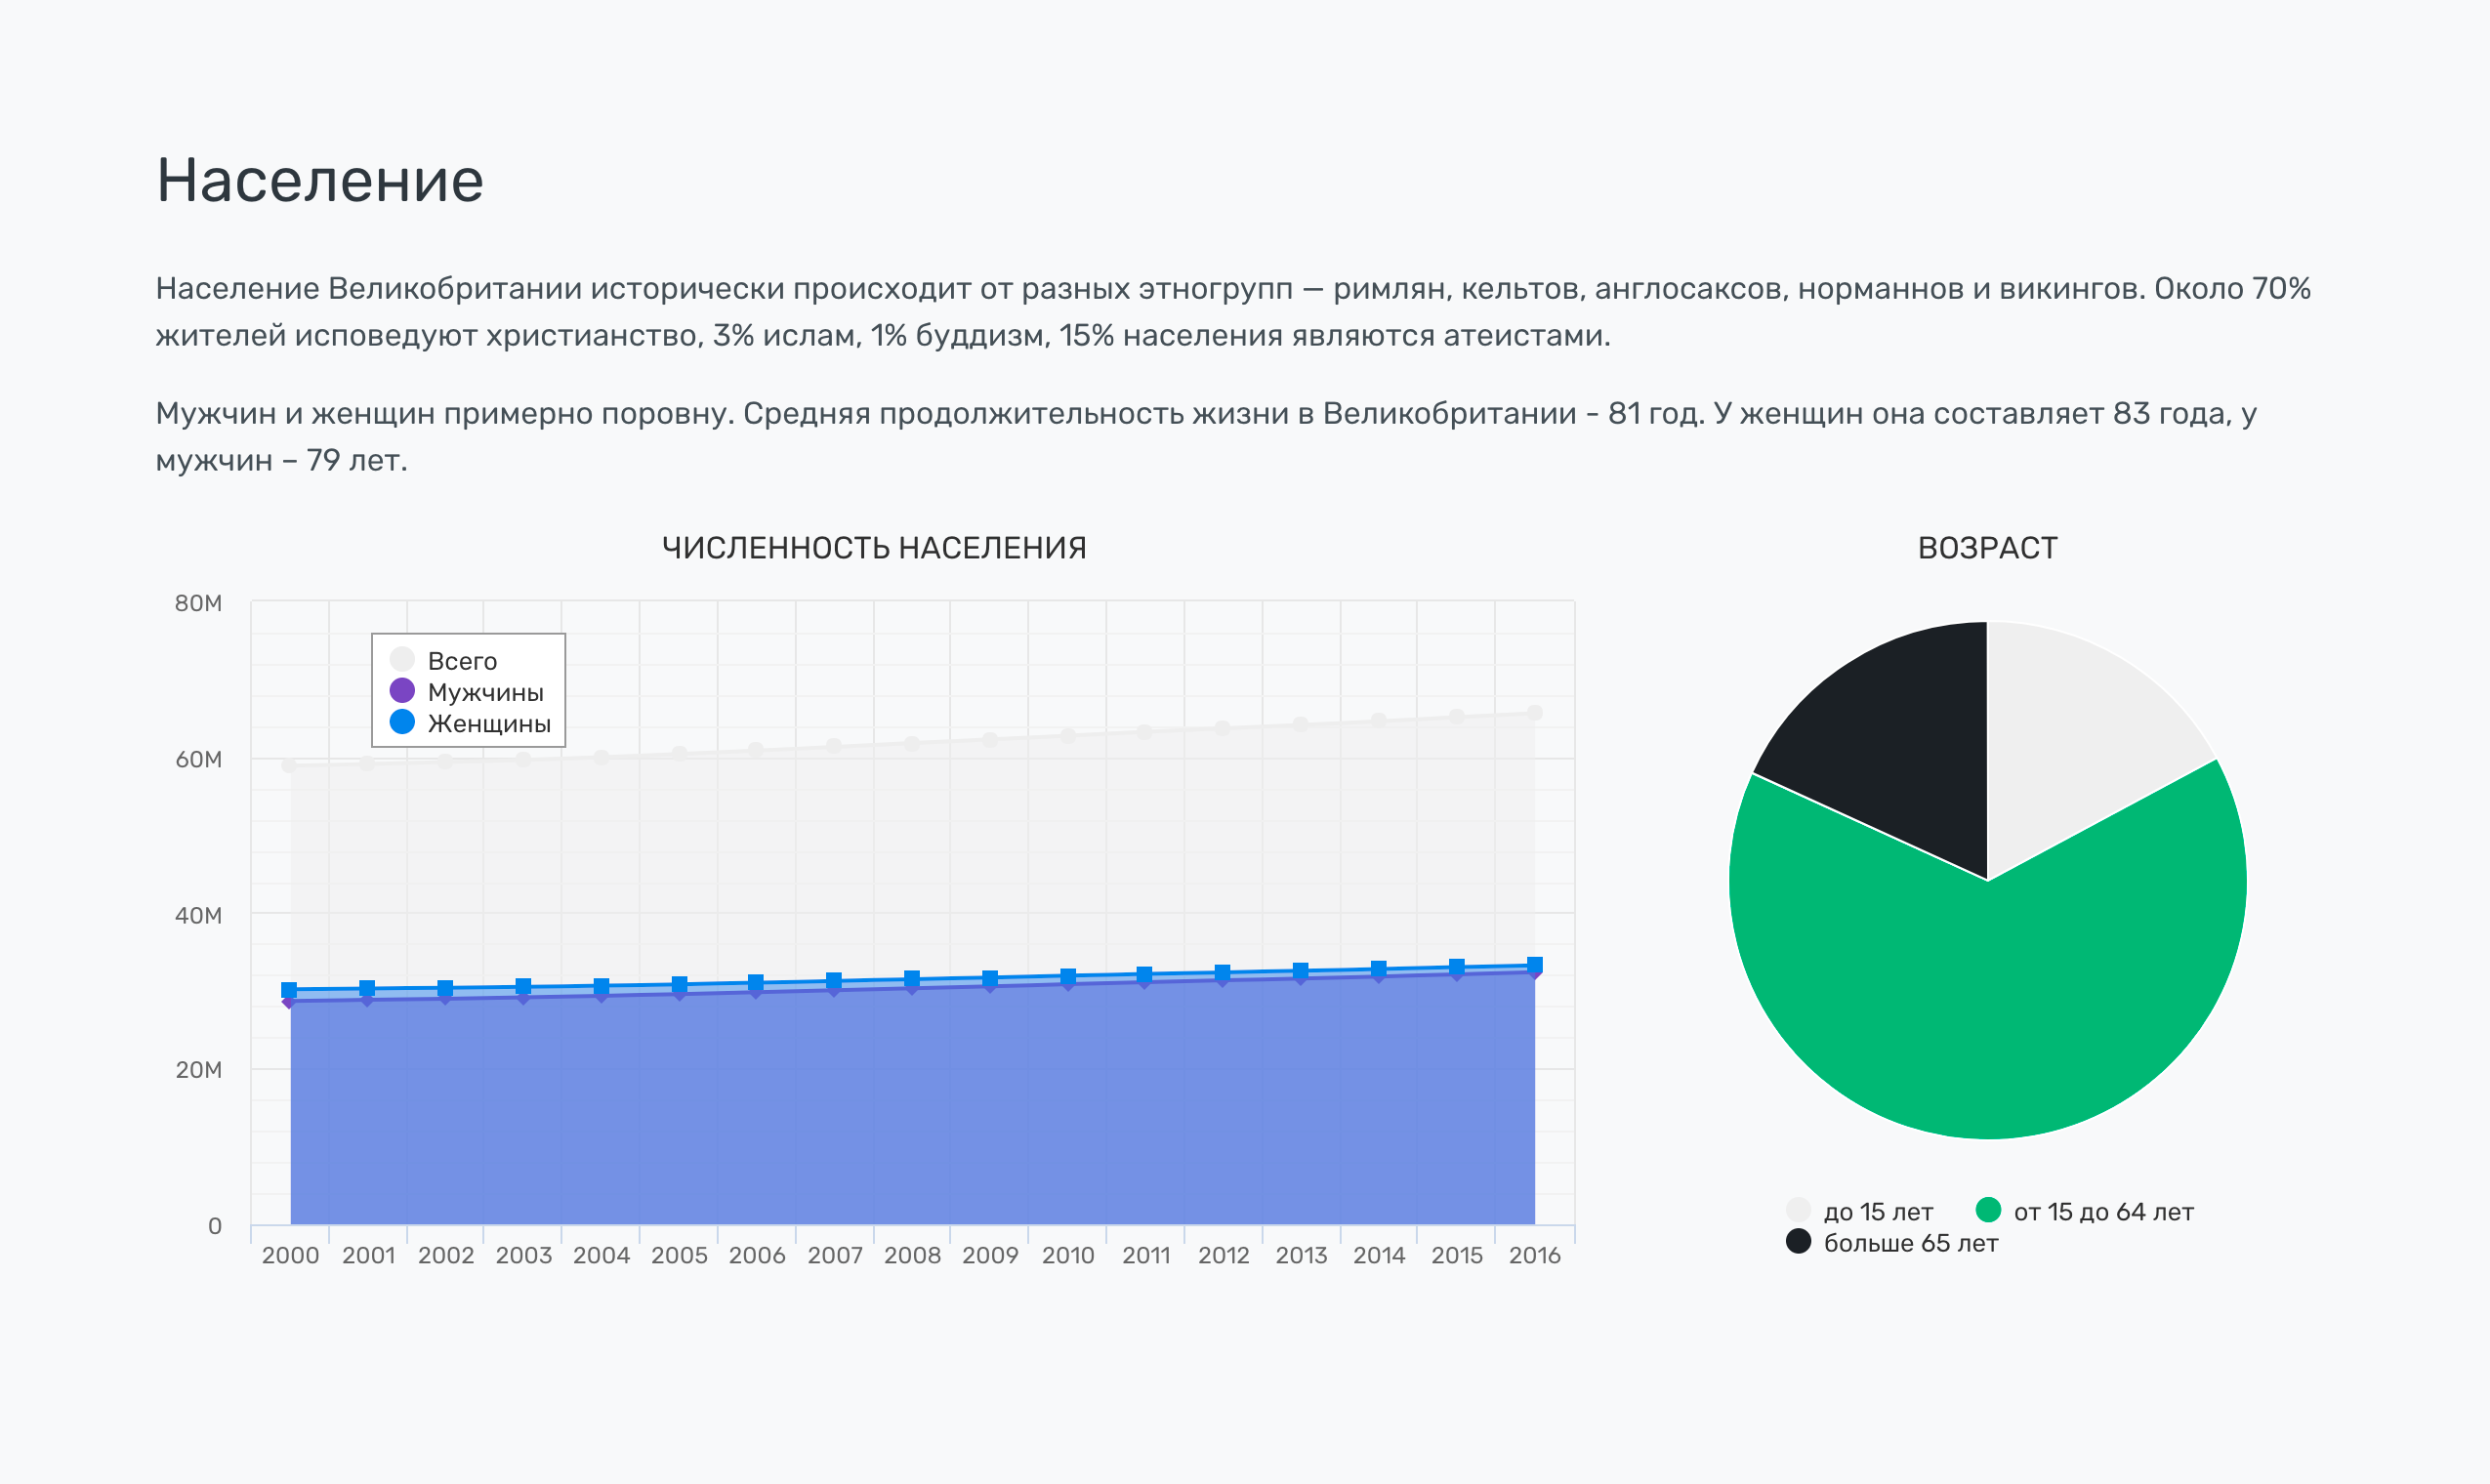 Население
Население Великобритании исторически происходит от разных этногрупп — римлян, кельтов, англосаксов, норманнов и викингов. Около 70%
жителей исповедуют христианство, 3% ислам, 1% буддизм, 15% населения являются атеистами.
Мужчин и женщин примерно поровну. Средняя продолжительность жизни в Великобритании - 81 год. У женщин она составляет 83 года, у
мужчин – 79 лет.
ЧИСЛЕННОСТЬ НАСЕЛЕНИЯ
80M
60M
40M
20M
0
Всего
Мужчины
Женщины
2000 2001 2002 2003 2004 2005 2006 2007 2008 2009 2010 2011 2012 2013 2014 2015 2016
ВОЗРАСТ
до 15 лет от 15 до 64 лет
больше 65 лет